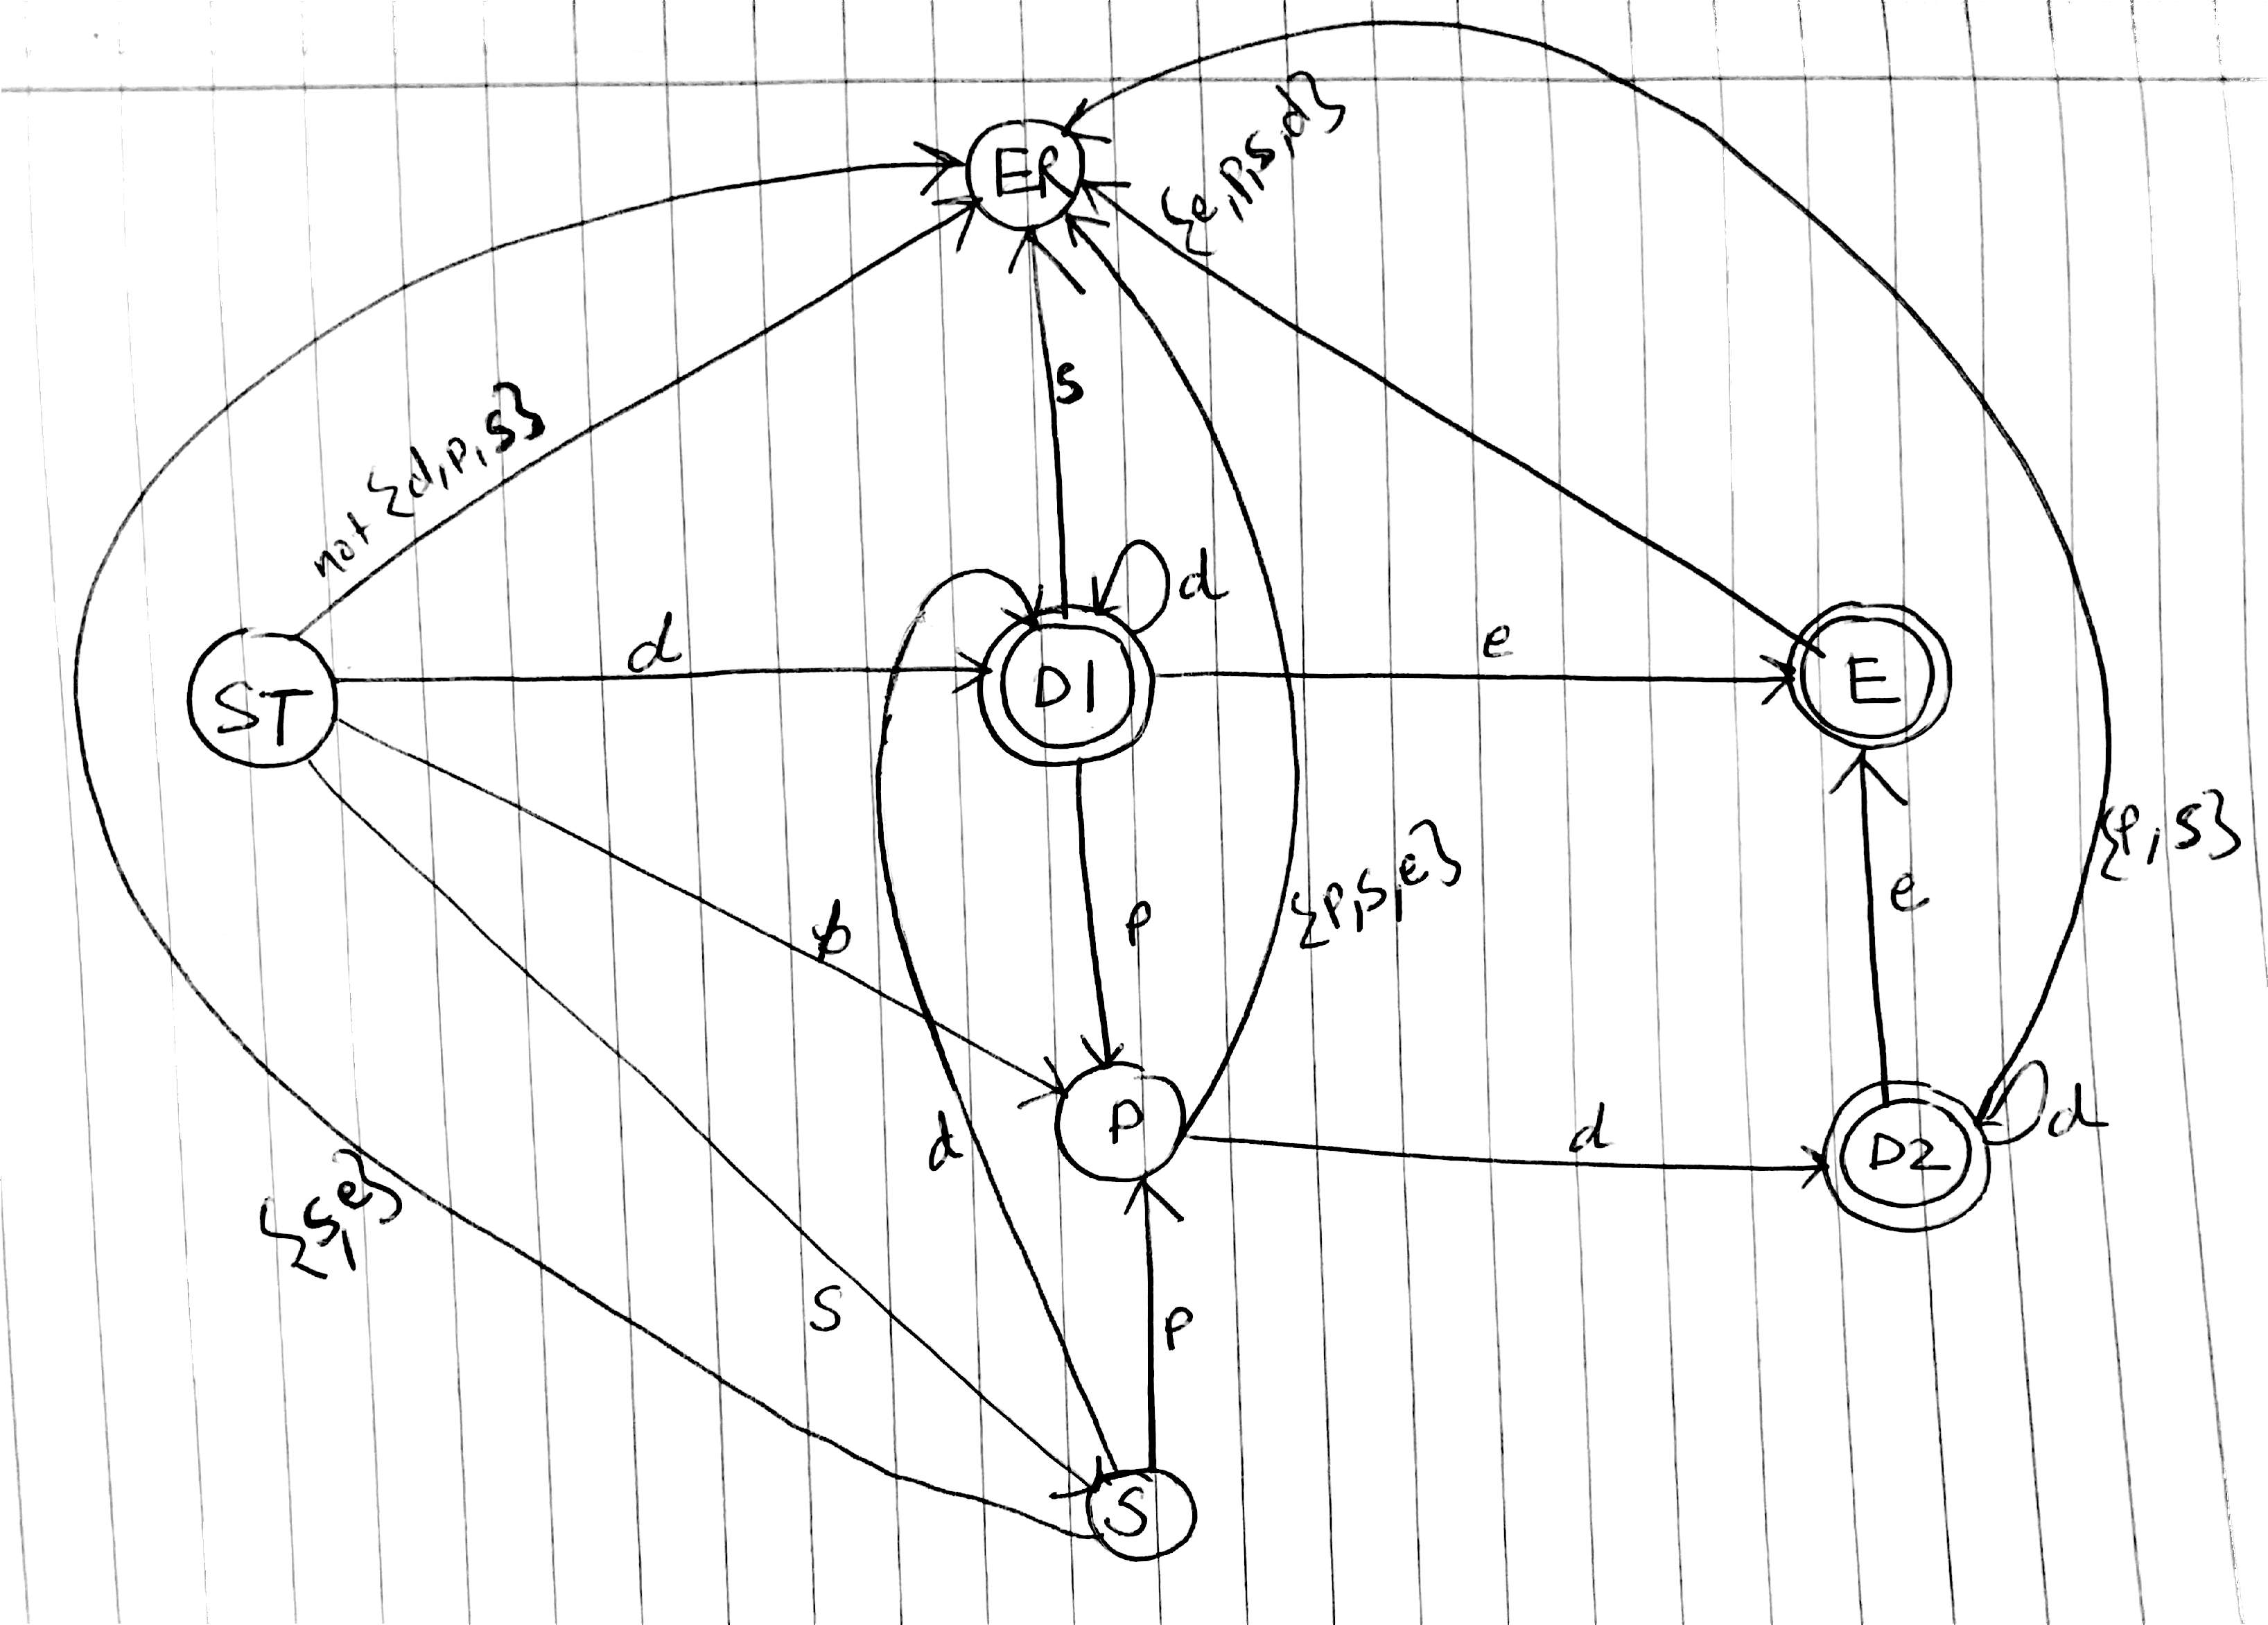 {e,p,s,d}
ER
s
not {d,p,s}
d
d
e
ST
D1
E
{p,s}
{p,s,e}
e
p
p
d
P
d
D2
d
{s,e}
S
p
S